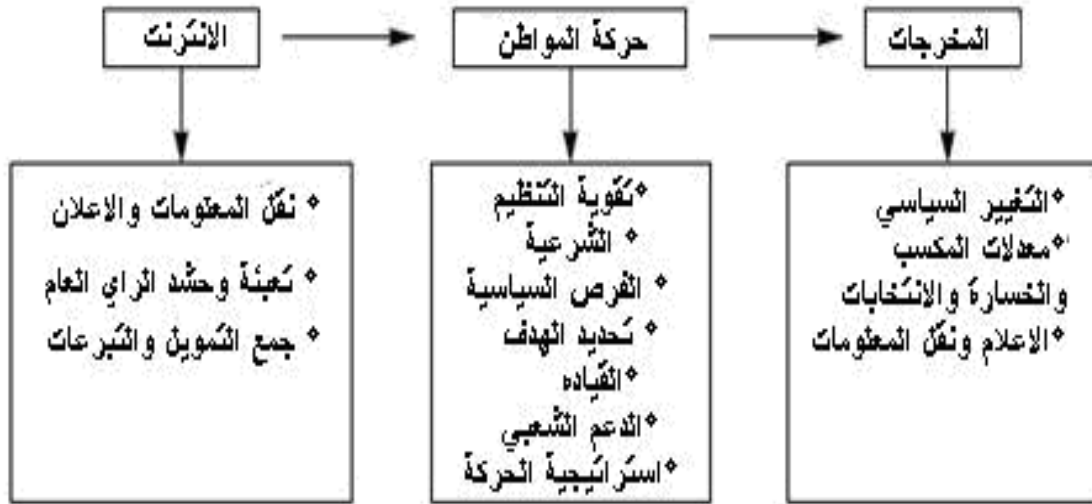 الانترنت
حركة المواطن
المخرجات
* نقل المعلومات والاعلان
* تعبئة وحشد الراي العام
* جمع التمويل والتبرعات
*تقوية التنظيم
* الشرعية
* الفرص السياسية
* تحديد الهدف
*القياده
*الدعم الشعبي
*استراتيجية الحركة
*التغيير السياسي
*معدلات المكسب
والخسارة والانتخابات
*الاعلام ونقل المعلومات